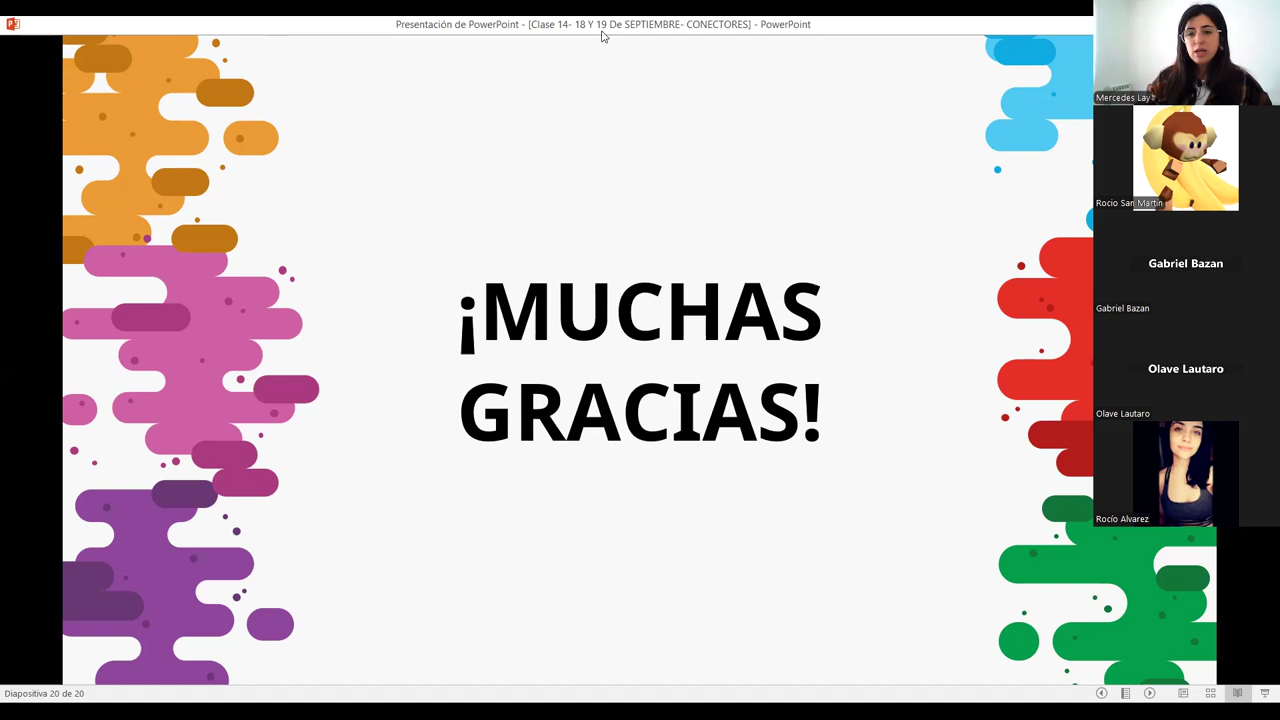 Presentación de PowerPoint - [Clase 14- 18 Y 19 De SEPTIEMBRE- CONECTORES] - PowerPoint
Mercedes Lay
Rocio San Martin
Gabriel Bazan
Gabriel Bazan
Olave Lautaro
Olave Lautaro
Rocío Alvarez
¡MUCHAS
GRACIAS!
Diapositiva 20 de 20